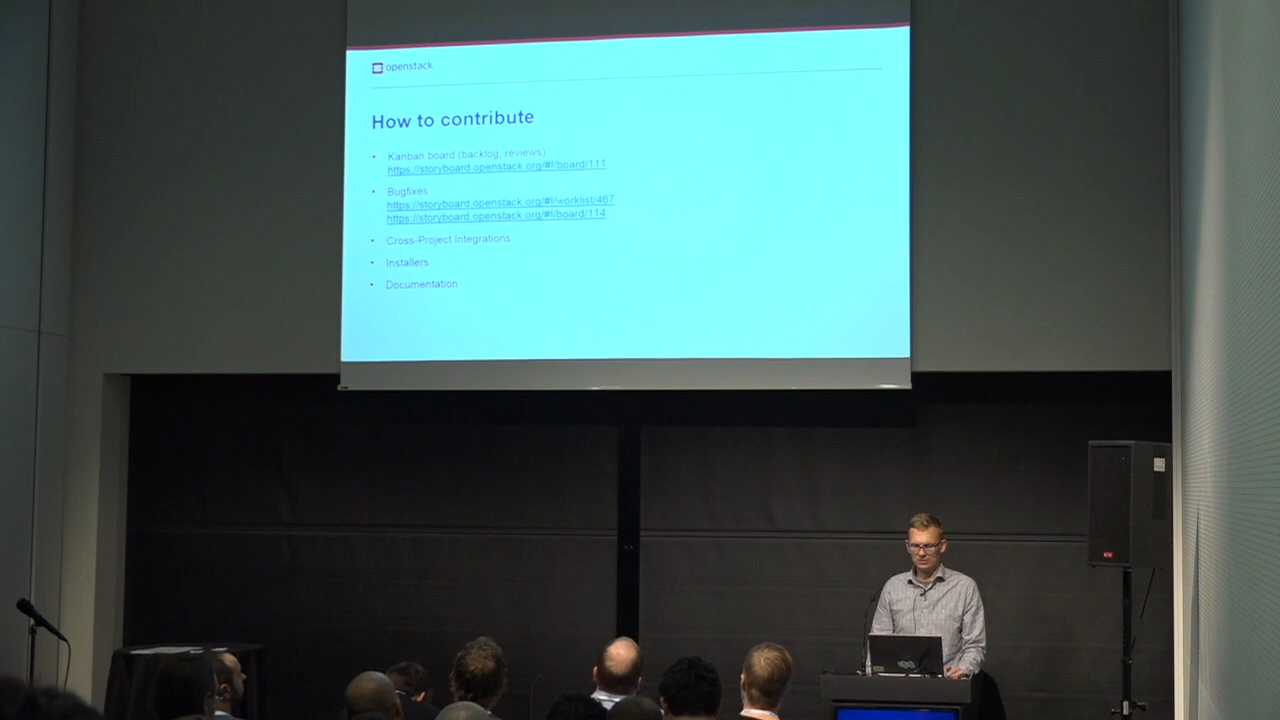 openstack
How to contribute
• Kanban board (backlog, reviews)
https://storyboard.openstack.org/#!/board/111
• Bugfixes
https://storyboard.openstack.org/#!/worklist/467
https://storyboard.openstack.org/#!/board/114
• Cross-Project Integrations
• Installers
• Documentation